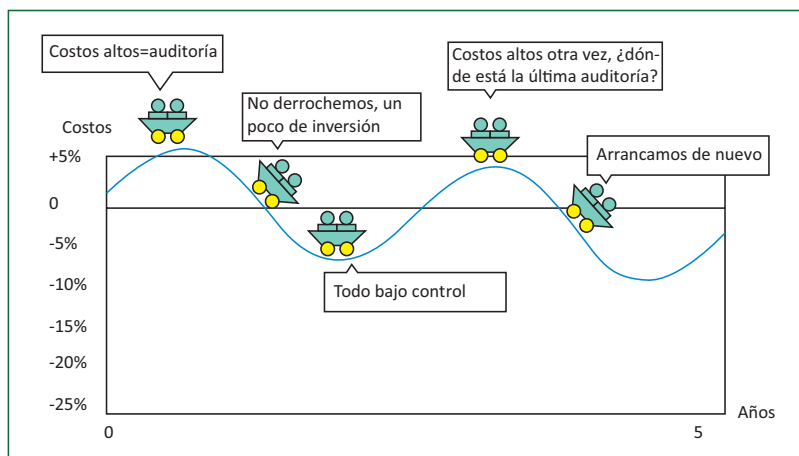 Costos altos=auditoría
Costos altos otra vez, ¿dón-
de está la última auditoría?
No derrochemos, un
poco de inversión
Costos
Arrancamos de nuevo
+5%
0
-5%
-10%
-15%
-20%
-25%
Todo bajo control
Años
0
5